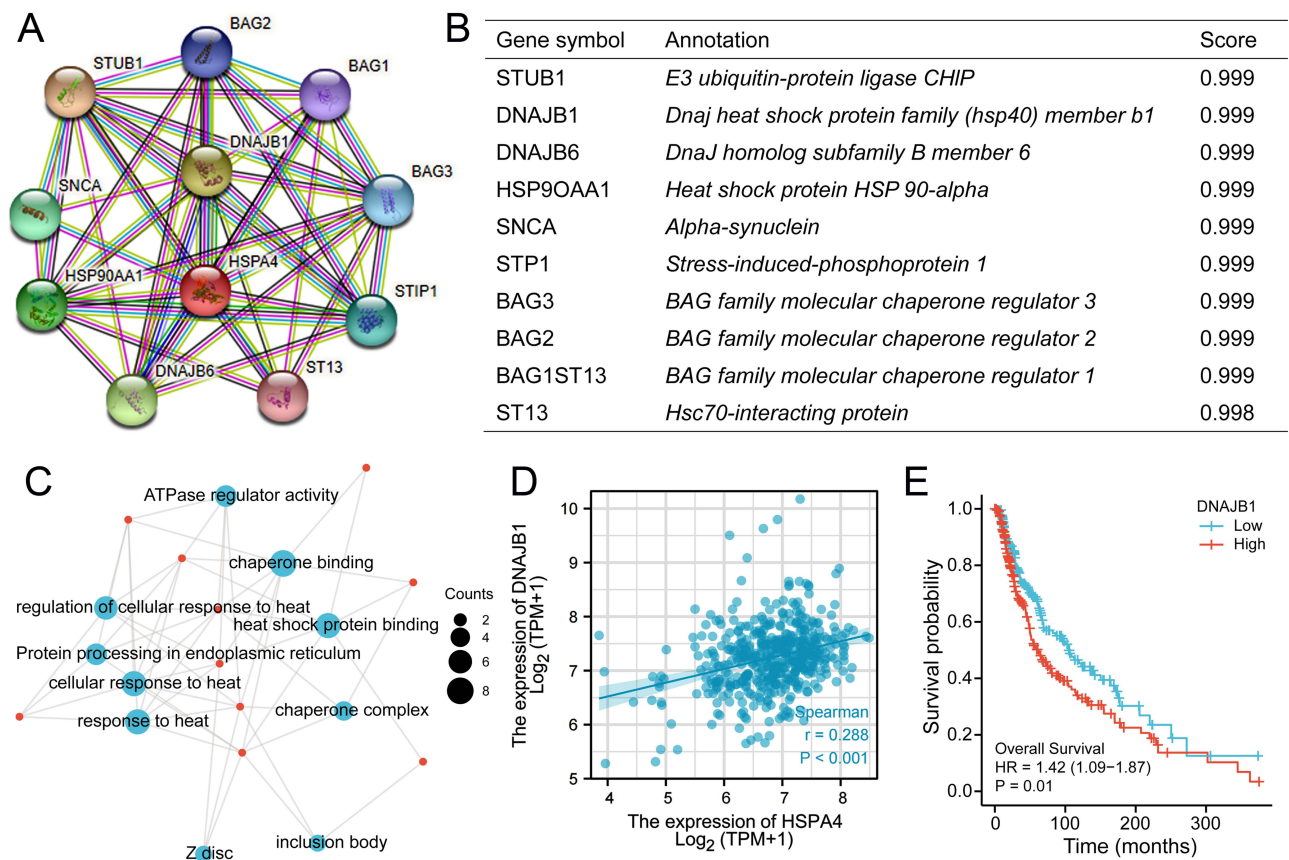 A
BAG2
STUB1
BAG1
DNAJB1
BAG3
SNCA
HSP90AA1
HSPA4
STIP1
DNAJB6
ST13
B
Gene symbol Annotation Score
STUB1 E3 ubiquitin-protein ligase CHIP 0.999
DNAJB1 Dnaj heat shock protein family (hsp40) member b1 0.999
DNAJB6 DnaJ homolog subfamily B member 6 0.999
HSP9OAA1 Heat shock protein HSP 90-alpha 0.999
SNCA Alpha-synuclein 0.999
STP1 Stress-induced-phosphoprotein 1 0.999
BAG3 BAG family molecular chaperone regulator 3 0.999
BAG2 BAG family molecular chaperone regulator 2 0.999
BAG1ST13 BAG family molecular chaperone regulator 1 0.999
ST13 Hsc70-interacting protein 0.998
C
ATPase regulator activity
chaperone binding
regulation of cellular response to heat
heat shock protein binding
Protein processing in endoplasmic reticulum
cellular response to heat
chaperone complex
response to heat
inclusion body
Z disc
Counts
2
4
6
8
D
The expression of DNAJB1
Log2 (TPM+1)
10
9
8
7
6
5
Spearman
r = 0.288
P < 0.001
4 5 6 7 8
The expression of HSPA4
Log2 (TPM+1)
E
DNAJB1
Low
High
Survival probability
1.0
0.8
0.6
0.4
0.2
0.0
Overall Survival
HR = 1.42 (1.09−1.87)
P = 0.01
0 100 200 300
Time (months)